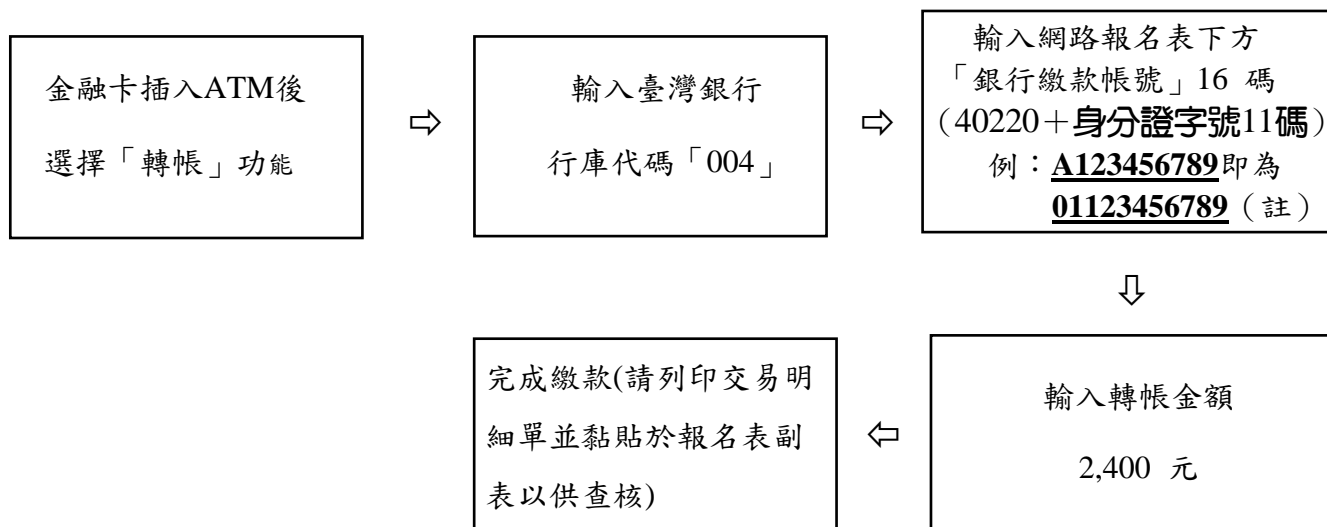 金融卡插入ATM後
選擇「轉帳」功能
輸入臺灣銀行
行庫代碼「004」
輸入網路報名表下方
「銀行繳款帳號」16 碼
（40220＋身分證字號11碼）
例：A123456789即為
01123456789（註）
輸入轉帳金額
2,400 元
完成繳款(請列印交易明
細單並黏貼於報名表副
表以供查核)